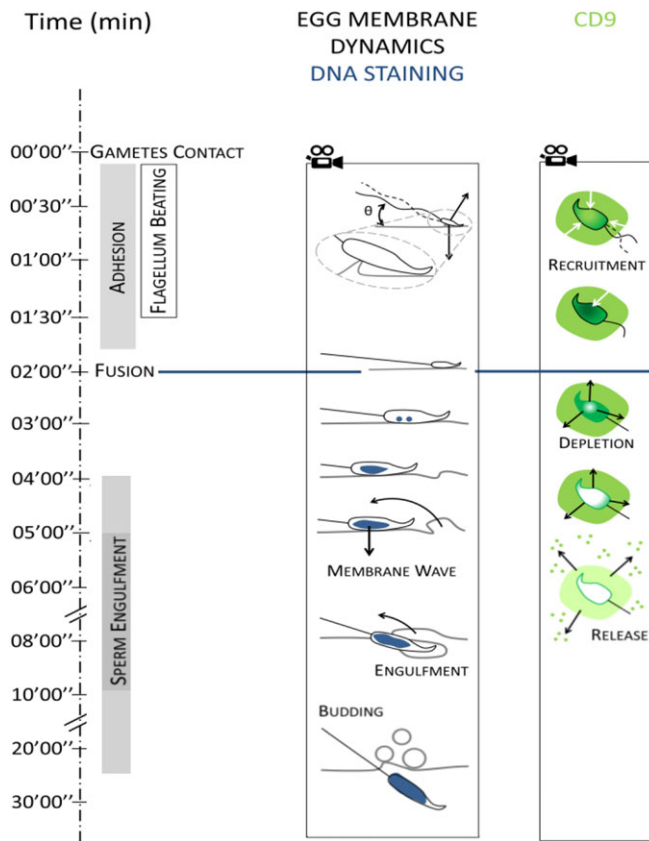 Time (min)
EGG MEMBRANE
DYNAMICS
DNA STAINING
CD9
00’00’’
GAMETES CONTACT
00’30’’
θ
ADHESION
FLAGELLUM BEATING
01’00’’
RECRUITMENT
01’30’’
02’00’’
FUSION
03’00’’
DEPLETION
04’00’’
05’00’’
MEMBRANE WAVE
06’00’’
SPERM ENGULFMENT
RELEASE
08’00’’
ENGULFMENT
10’00’’
BUDDING
20’00’’
30’00’’